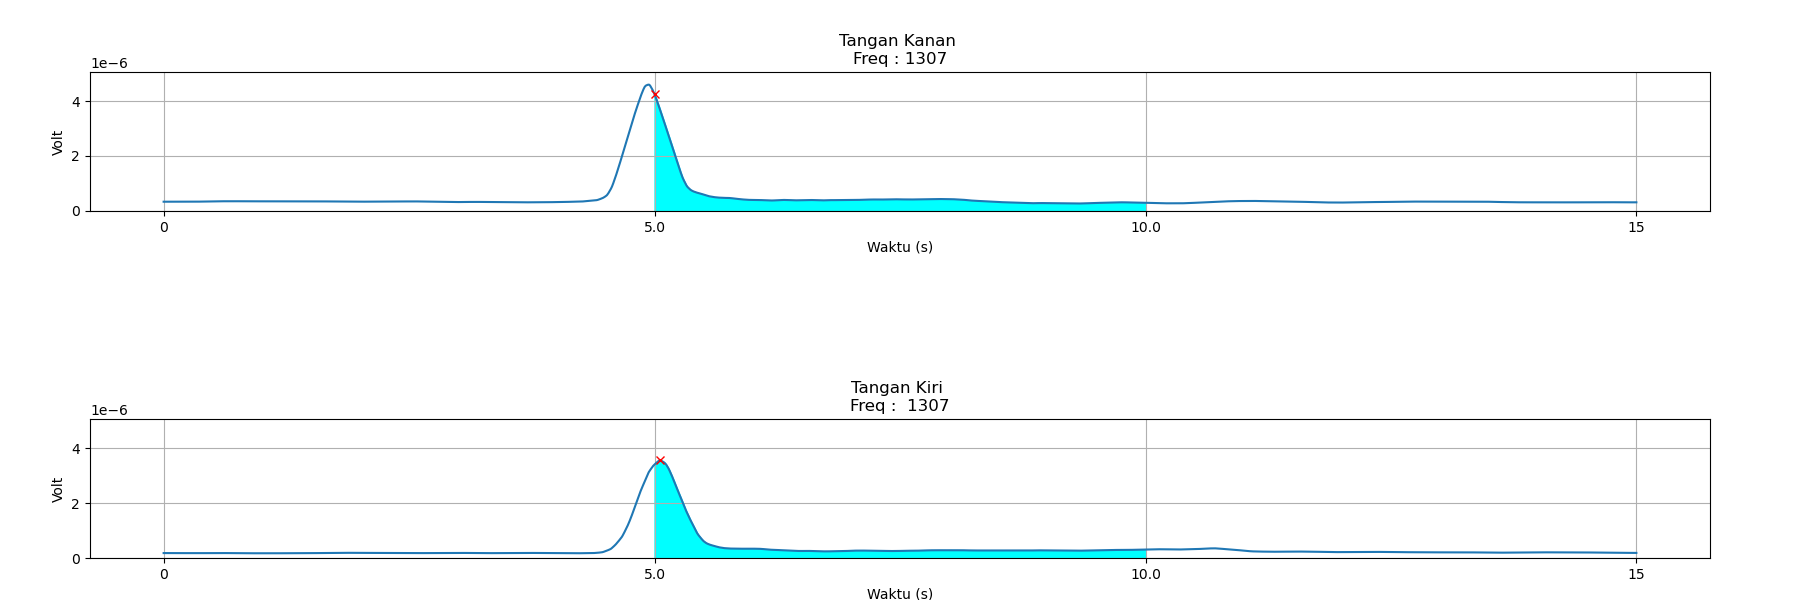 Tangan Kanan
Freq : 1307
1e−6
4
2
0
Volt
0 5.0 10.0 15
Waktu (s)
Tangan Kiri
Freq :  1307
1e−6
4
2
0
Volt
0 5.0 10.0 15
Waktu (s)